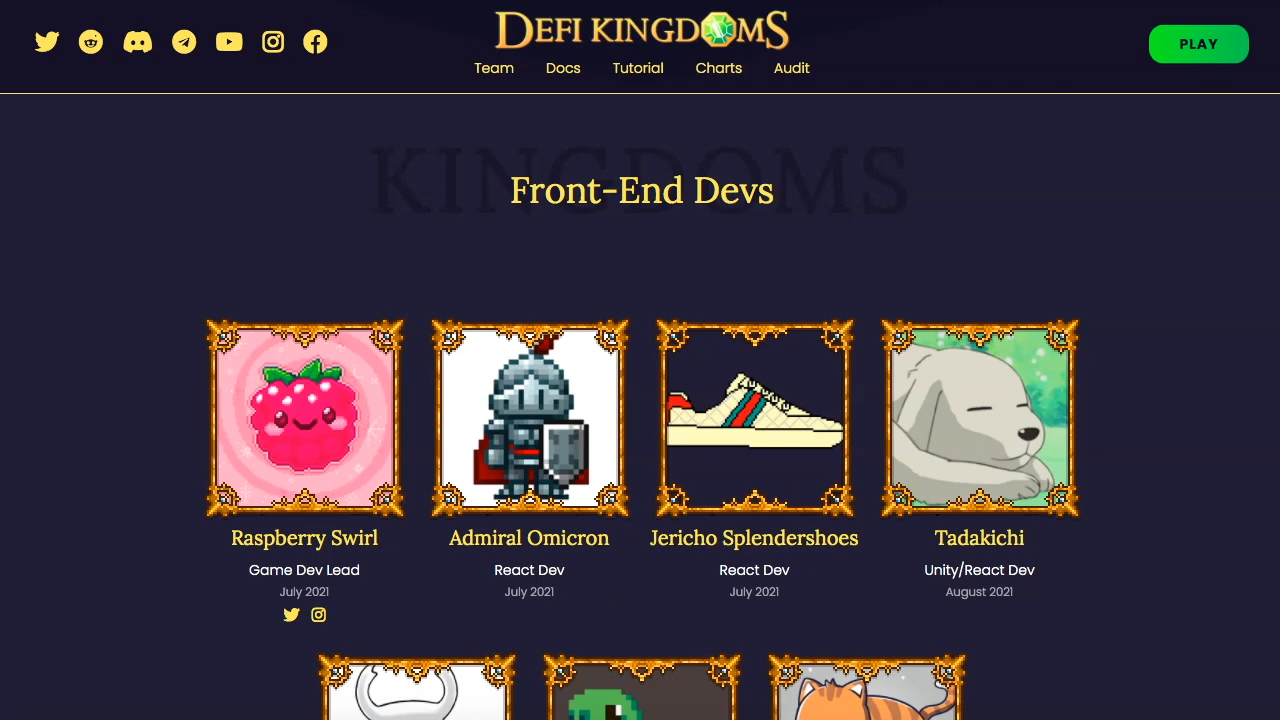 DEFI KINGDOMS
PLAY
Team Docs Tutorial Charts Audit
KINGDOMS
Front-End Devs
Raspberry Swirl
Game Dev Lead
July 2021
Admiral Omicron
React Dev
July 2021
Jericho Splendershoes
React Dev
July 2021
Tadakichi
Unity/React Dev
August 2021